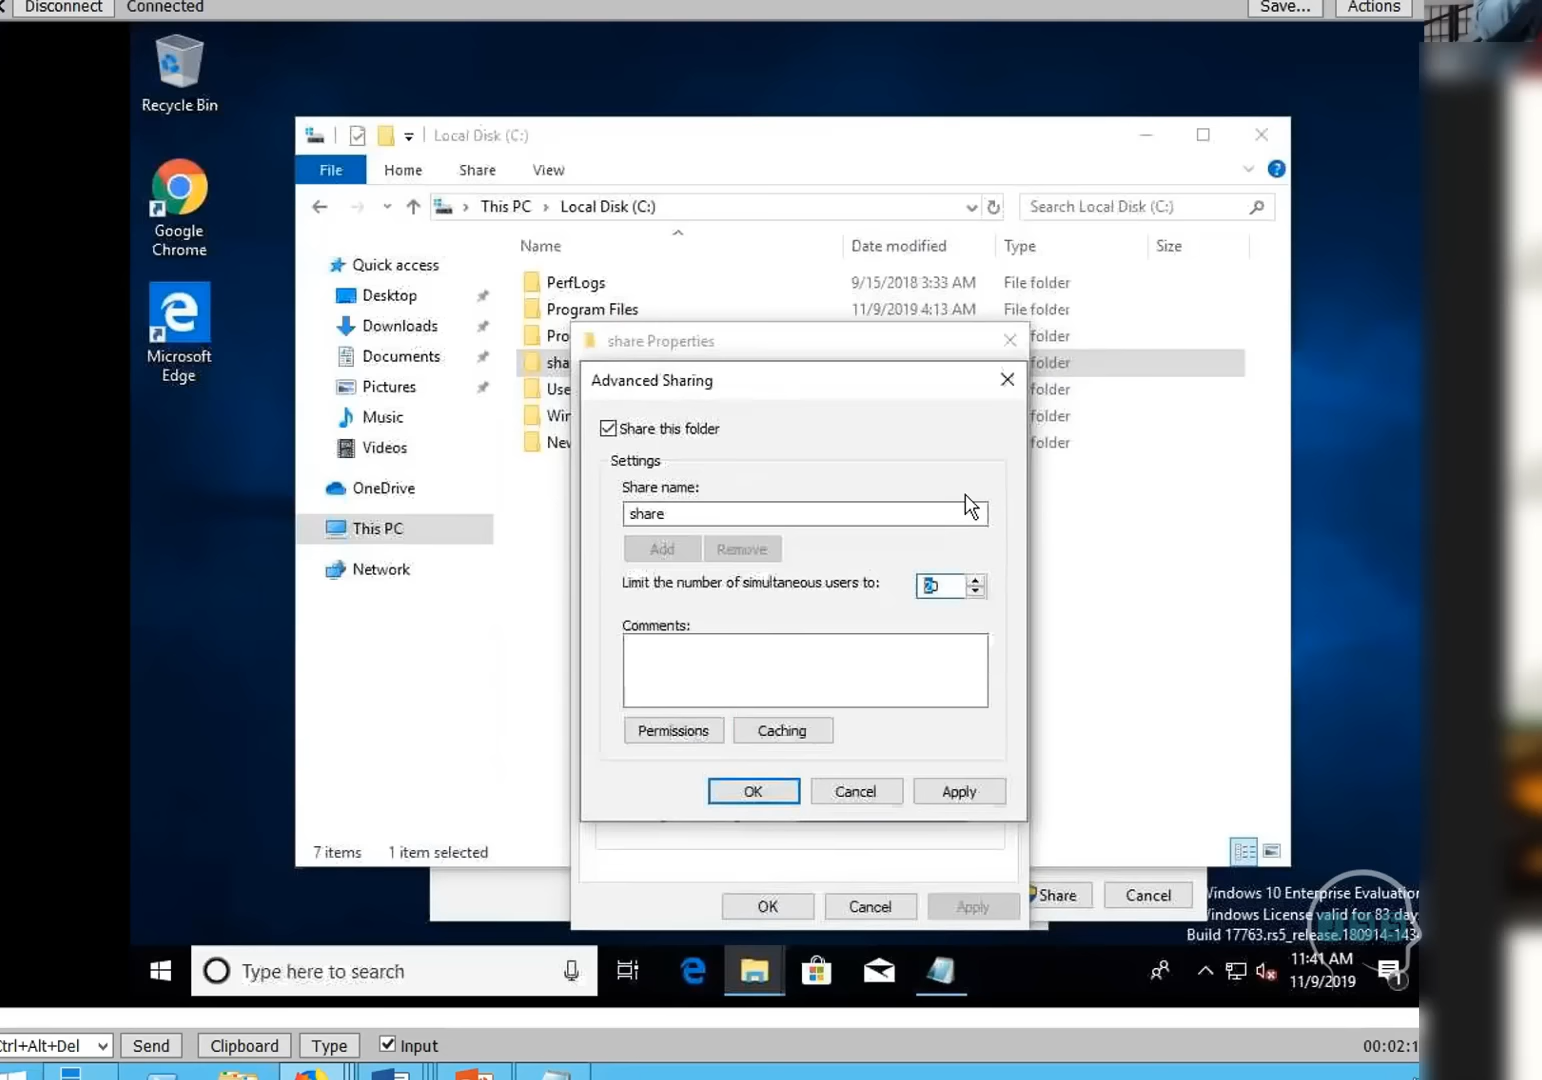 Disconnect Connected Save... Actions
Recycle Bin
Google
Chrome
Microsoft
Edge
Local Disk (C:)
File Home Share View
This PC › Local Disk (C:)
Search Local Disk (C:)
Name Date modified Type Size
Quick access
Desktop
Downloads
Documents
Pictures
Music
Videos
OneDrive
This PC
Network
PerfLogs 9/15/2018 3:33 AM File folder
Program Files 11/9/2019 4:13 AM File folder
Pro
sha folder
Use folder
Wir folder
Nev folder
share Properties
Advanced Sharing
Share this folder
Settings
Share name:
share
Add Remove
Limit the number of simultaneous users to:
Comments:
Permissions Caching
OK Cancel Apply
7 items 1 item selected
OK Cancel Apply
Share Cancel
Windows 10 Enterprise Evaluation
Windows License valid for 83 days
Build 17763.rs5_release.180914-143
Type here to search
11:41 AM
11/9/2019
1
Ctrl+Alt+Del Send Clipboard Type Input 00:02:1